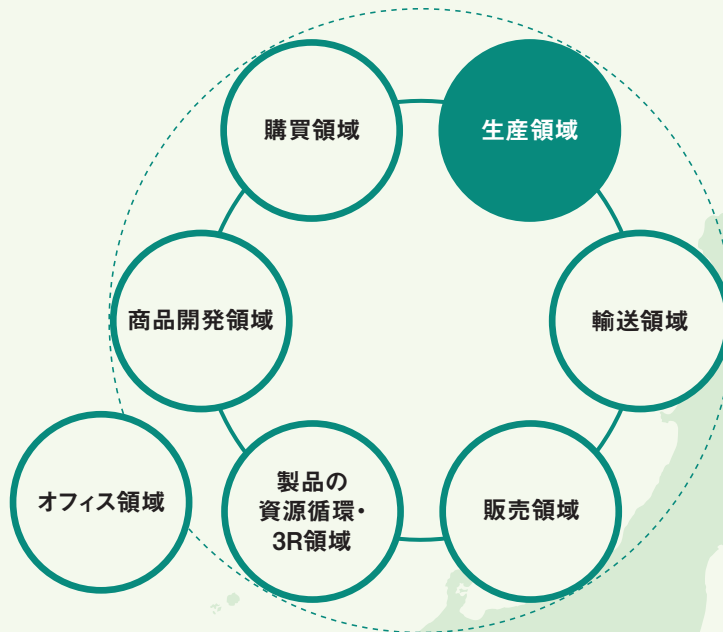 購買領域
生産領域
商品開発領域
輸送領域
オフィス領域
製品の
資源循環・
3R領域
販売領域